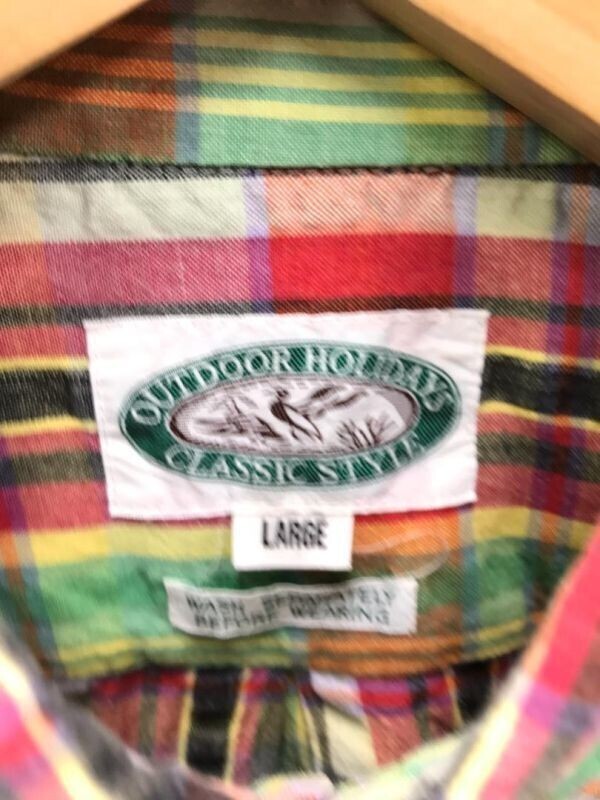 OUTDOOR HOLIDAYS
CLASSIC STYLE
LARGE
WASH SEPARATELY
BEFORE WEARING